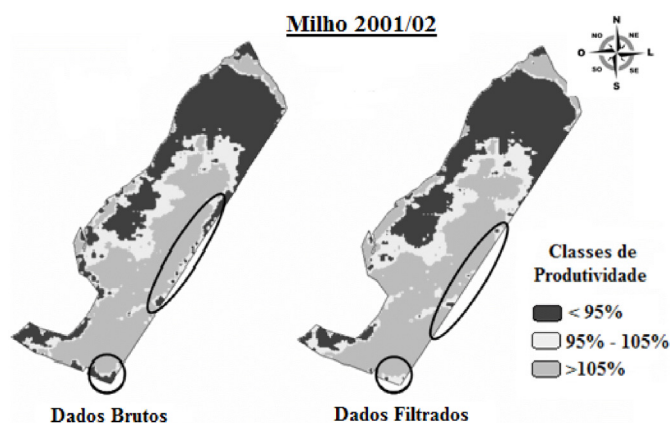 Milho 2001/02
N
NO NE
O L
SO SE
S
Classes de
Produtividade
< 95%
95% - 105%
>105%
Dados Brutos
Dados Filtrados